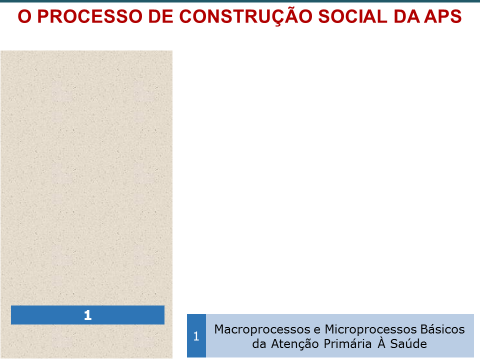 O PROCESSO DE CONSTRUÇÃO SOCIAL DA APS
1
1
Macroprocessos e Microprocessos Básicos
da Atenção Primária À Saúde